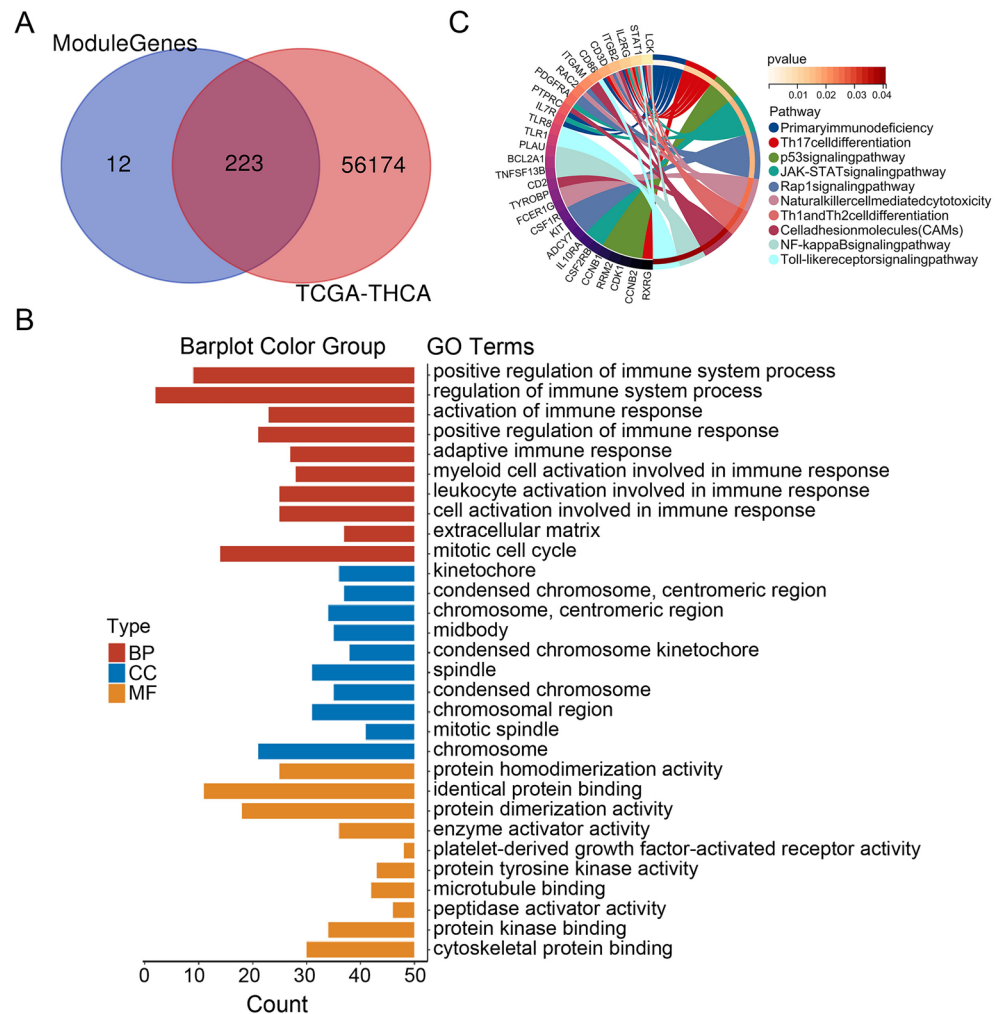 A
ModuleGenes
12
223
56174
TCGA-THCA
C
LCK
STAT1
IL2RG
ITGB2
CD3D
CD86
ITGAM
RAC2
PDGFRA
PTPRC
IL7R
TLR8
TLR1
PLAU
BCL2A1
TNFSF13B
CD2
TYROBP
FCER1G
CSF1R
KIT
ADCY7
IL10RA
CSF2RB
CCNB1
RRM2
CDK1
CCNB2
RXRG
pvalue
0.01 0.02 0.03 0.04
Pathway
Primaryimmunodeficiency
Th17celldifferentiation
p53signalingpathway
JAK-STATsignalingpathway
Rap1signalingpathway
Naturalkillercellmediatedcytotoxicity
Th1andTh2celldifferentiation
Celladhesionmolecules(CAMs)
NF-kappaBsignalingpathway
Toll-likereceptorsignalingpathway
B
Barplot Color Group
GO Terms
positive regulation of immune system process
regulation of immune system process
activation of immune response
positive regulation of immune response
adaptive immune response
myeloid cell activation involved in immune response
leukocyte activation involved in immune response
cell activation involved in immune response
extracellular matrix
mitotic cell cycle
kinetochore
condensed chromosome, centromeric region
chromosome, centromeric region
midbody
condensed chromosome kinetochore
spindle
condensed chromosome
chromosomal region
mitotic spindle
chromosome
protein homodimerization activity
identical protein binding
protein dimerization activity
enzyme activator activity
platelet-derived growth factor-activated receptor activity
protein tyrosine kinase activity
microtubule binding
peptidase activator activity
protein kinase binding
cytoskeletal protein binding
Type
BP
CC
MF
0 10 20 30 40 50
Count